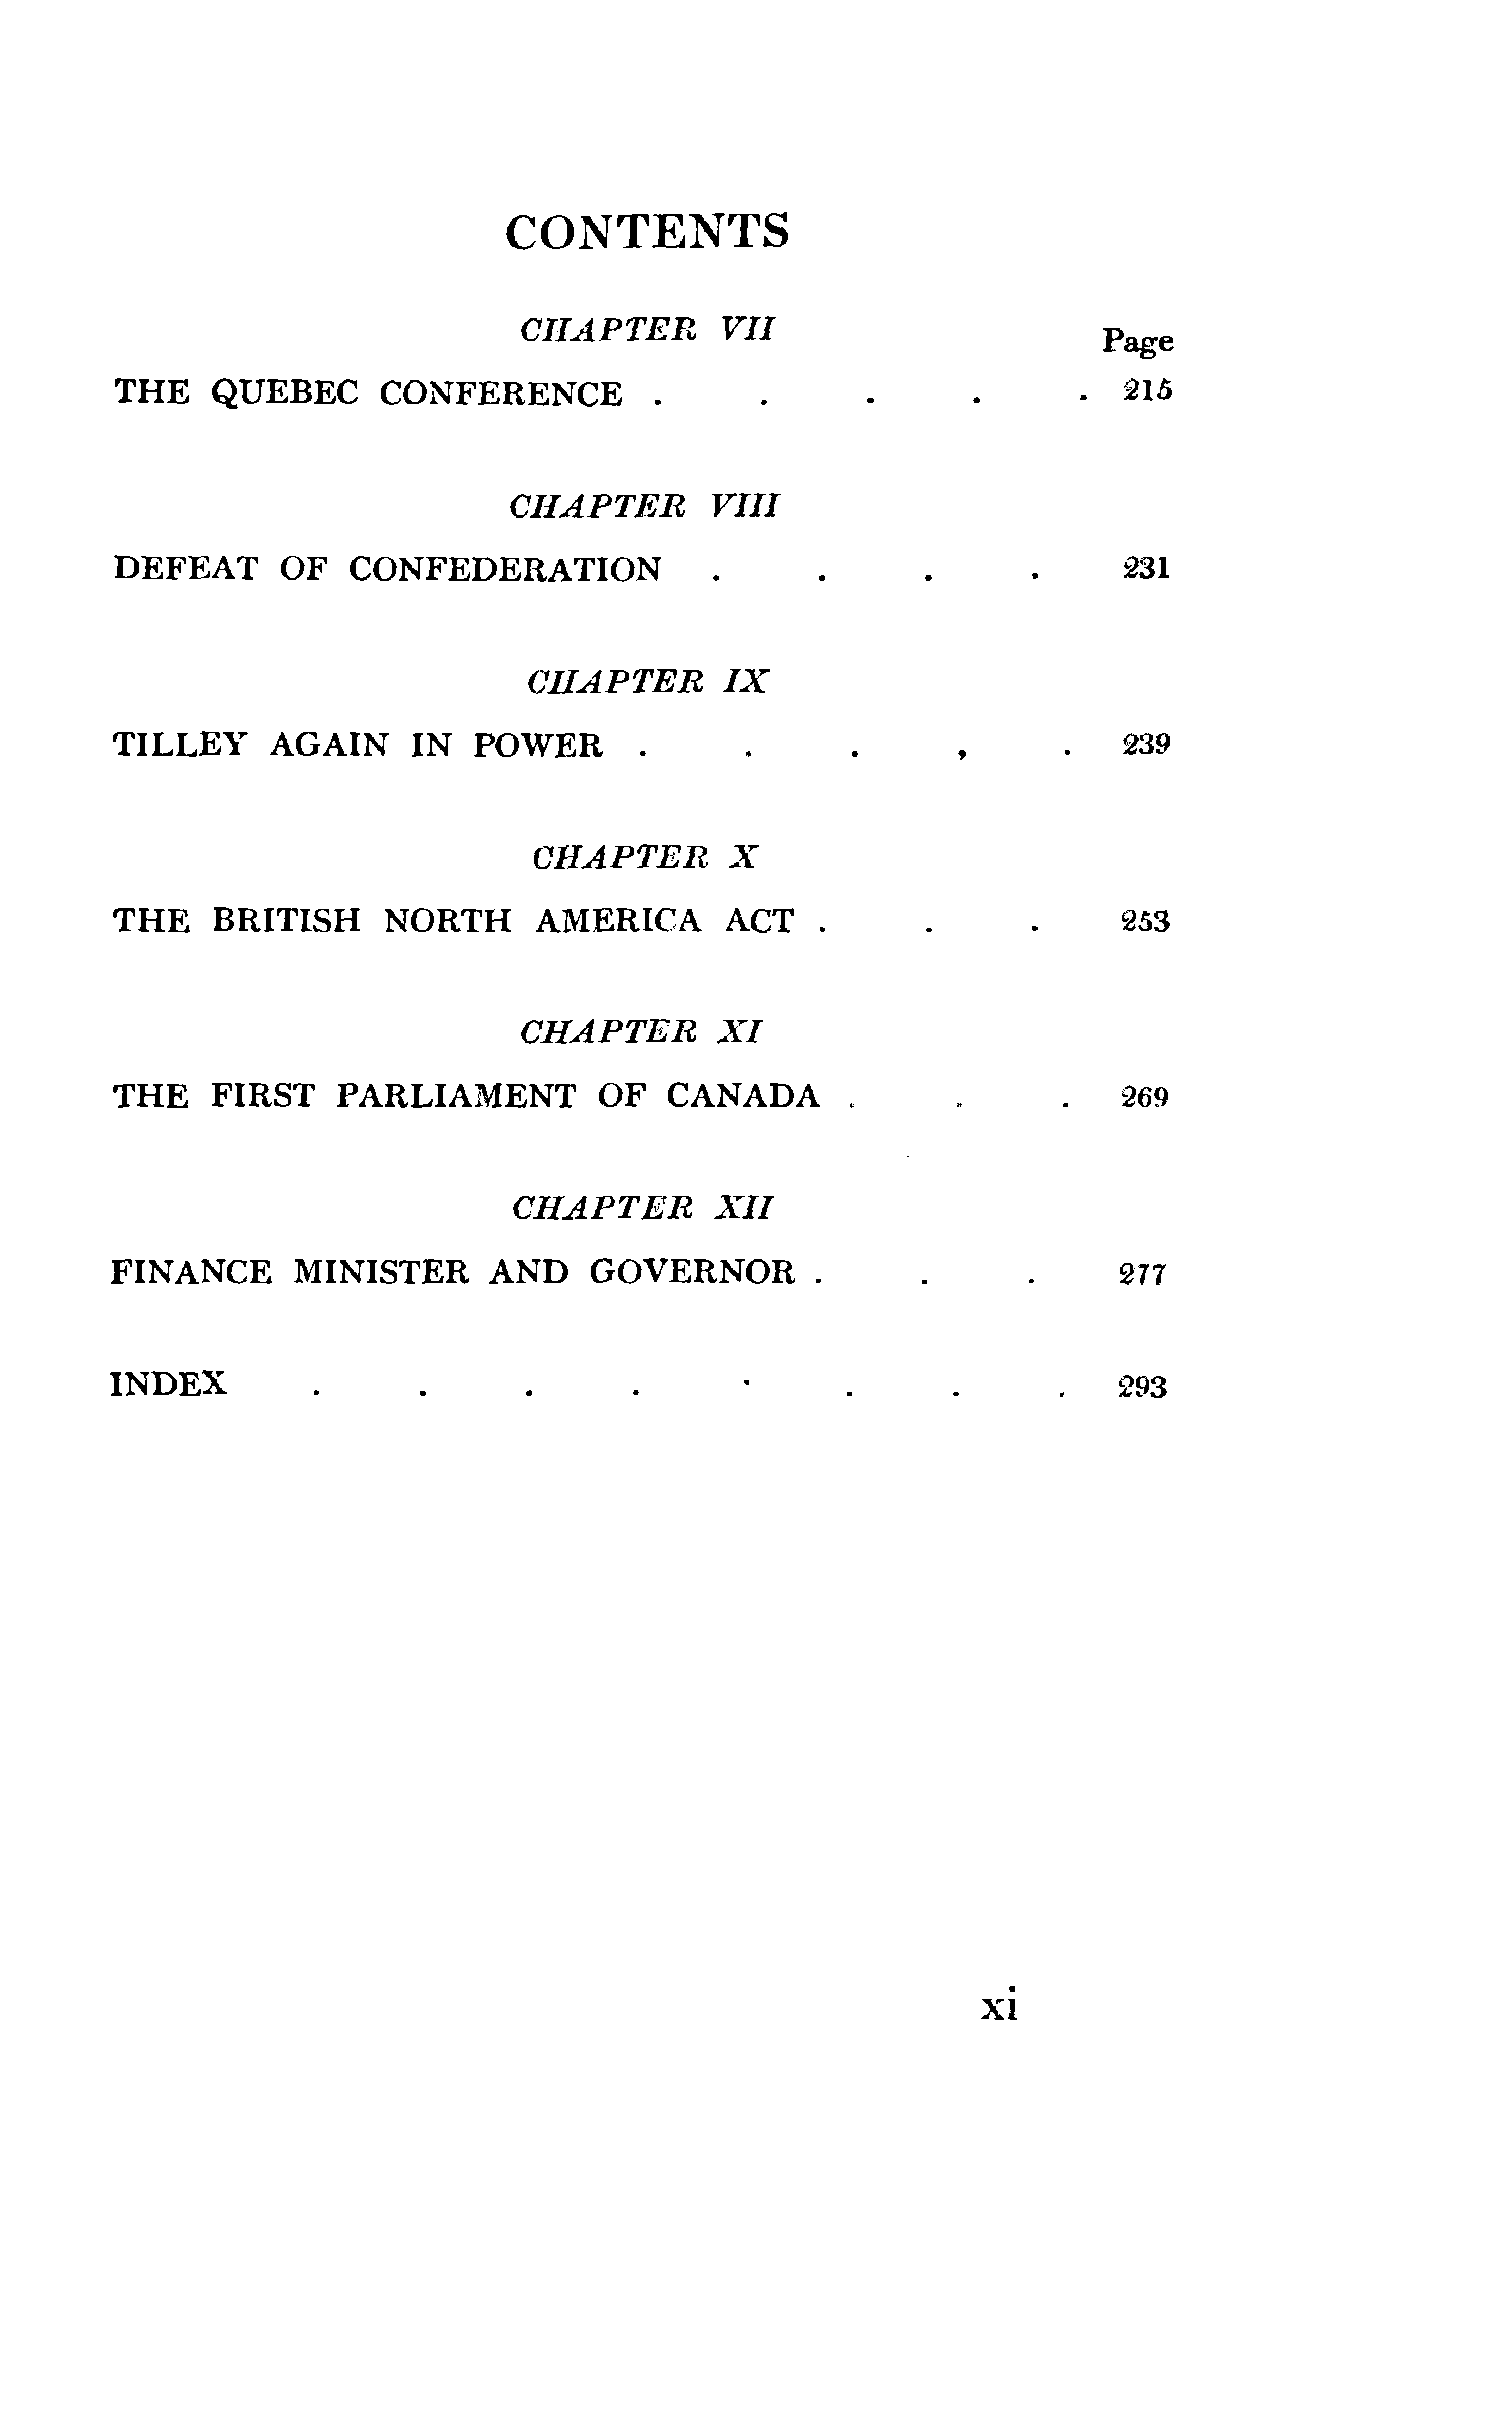 CONTENTS
CHAPTER VII
Page
THE QUEBEC CONFERENCE . . . . . 215
CHAPTER VIII
DEFEAT OF CONFEDERATION . . . . 231
CHAPTER IX
TILLEY AGAIN IN POWER . . . , . 239
CHAPTER X
THE BRITISH NORTH AMERICA ACT . . . 253
CHAPTER XI
THE FIRST PARLIAMENT OF CANADA . . . 269
CHAPTER XII
FINANCE MINISTER AND GOVERNOR . . . 277
INDEX . . . . . . . . 293
xi